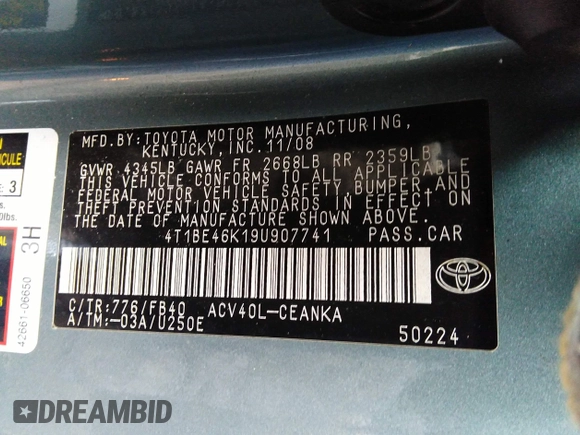 MFD.BY:TOYOTA MOTOR MANUFACTURING,
KENTUCKY,INC.11/08
GVWR 4345LB GAWR FR 2668LB RR 2359LB
THIS VEHICLE CONFORMS TO ALL APPLICABLE
FEDERAL MOTOR VEHICLE SAFETY,BUMPER,AND
THEFT PREVENTION STANDARDS IN EFFECT ON
THE DATE OF MANUFACTURE SHOWN ABOVE.
4T1BE46K19U907741 PASS.CAR
C/TR:776/FB40 ACV40L-CEANKA
A/TM:-03A/U250E
50224
TOYOTA
3
3H
42661-06650
DREAMBID